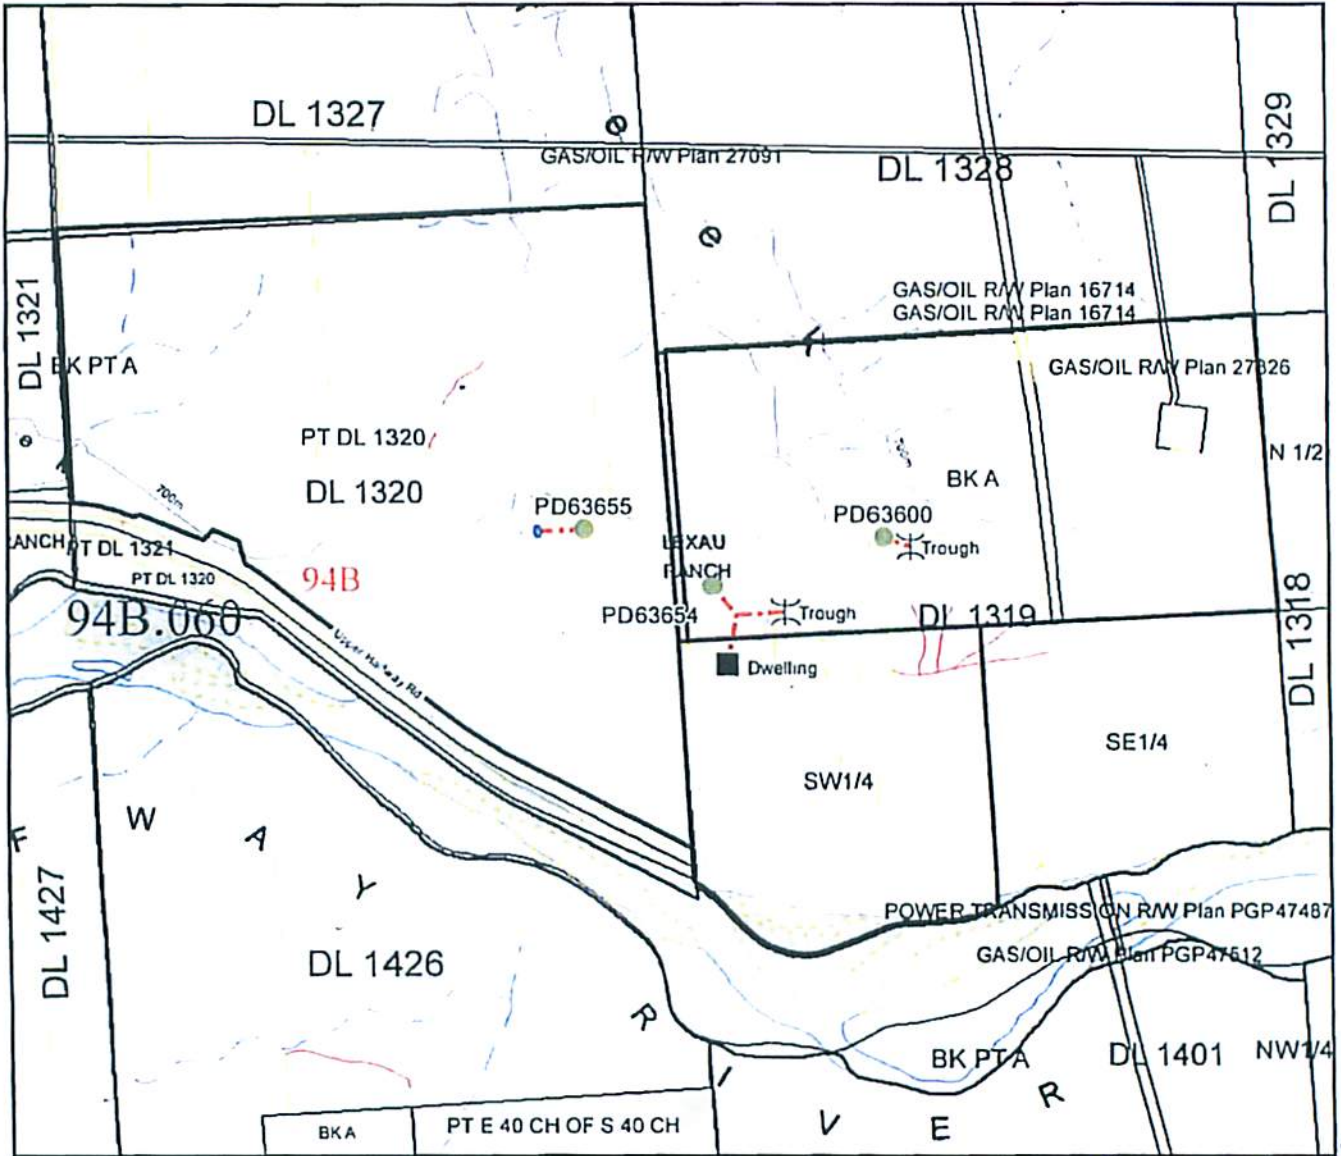 DL 1327
GAS/OIL R/W Plan 27091
DL 1328
DL 1329
GAS/OIL R/W Plan 16714
GAS/OIL R/W Plan 16714
DL 1321
BK PT A
GAS/OIL R/W Plan 27326
PT DL 1320
DL 1320
700m
N 1/2
BK A
PD63655
PD63600
Trough
LEXAU
RANCH
ANCH
PT DL 1321
PT DL 1320
94B
94B.060
PD63654
Trough
DL 1319
DL 1318
Dwelling
Rd
SE1/4
SW1/4
F W A Y
DL 1427
DL 1426
POWER TRANSMISSION R/W Plan PGP47487
GAS/OIL R/W Plan PGP47512
R I V E R
BK PT A
DL 1401
NW1/4
BK A
PT E 40 CH OF S 40 CH